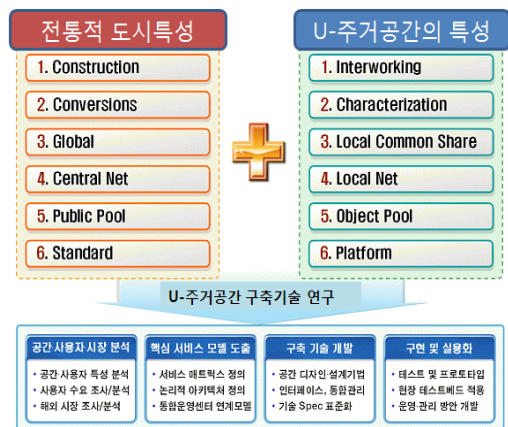 전통적 도시특성
1. Construction
2. Conversions
3. Global
4. Central Net
5. Public Pool
6. Standard
U-주거공간의 특성
1. Interworking
2. Characterization
3. Local Common Share
4. Local Net
5. Object Pool
6. Platform
U-주거공간 구축기술 연구
공간·사용자·시장 분석
• 공간·사용자 특성 분석
• 사용자 수요 조사/분석
• 해외 시장 조사/분석
핵심 서비스 모델 도출
• 서비스 매트릭스 정의
• 논리적 아키텍쳐 정의
• 통합운영센터 연계모델
구축 기술 개발
• 공간 디자인·설계기법
• 인터페이스, 통합관리
• 기술 Spec 표준화
구현 및 실용화
• 테스트 및 프로토타입
• 현장 테스트베드 적용
• 운영·관리 방안 개발